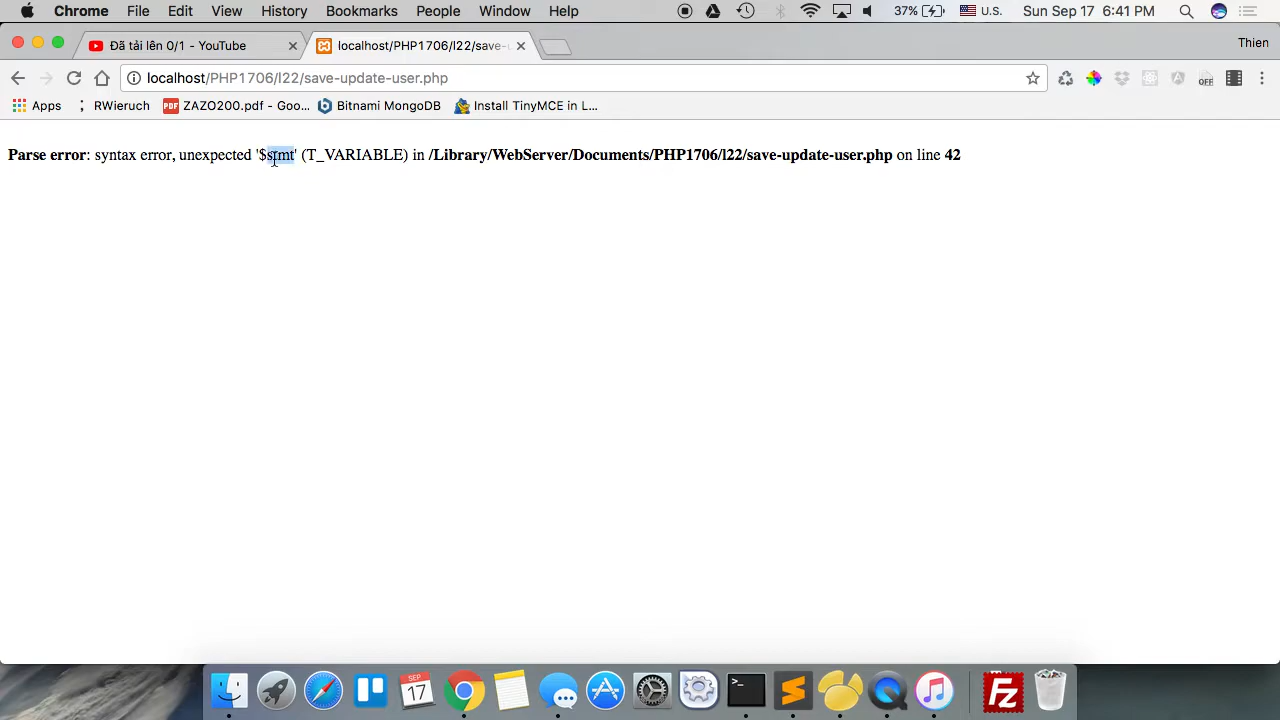 Chrome File Edit View History Bookmarks People Window Help 37% U.S. Sun Sep 17 6:41 PM
Đã tải lên 0/1 - YouTube localhost/PHP1706/l22/save-u Thien
localhost/PHP1706/l22/save-update-user.php
Apps RWieruch PDF ZAZO200.pdf - Goo... Bitnami MongoDB Install TinyMCE in L... OFF
Parse error: syntax error, unexpected '$stmt' (T_VARIABLE) in /Library/WebServer/Documents/PHP1706/l22/save-update-user.php on line 42
SEP
17
Fz